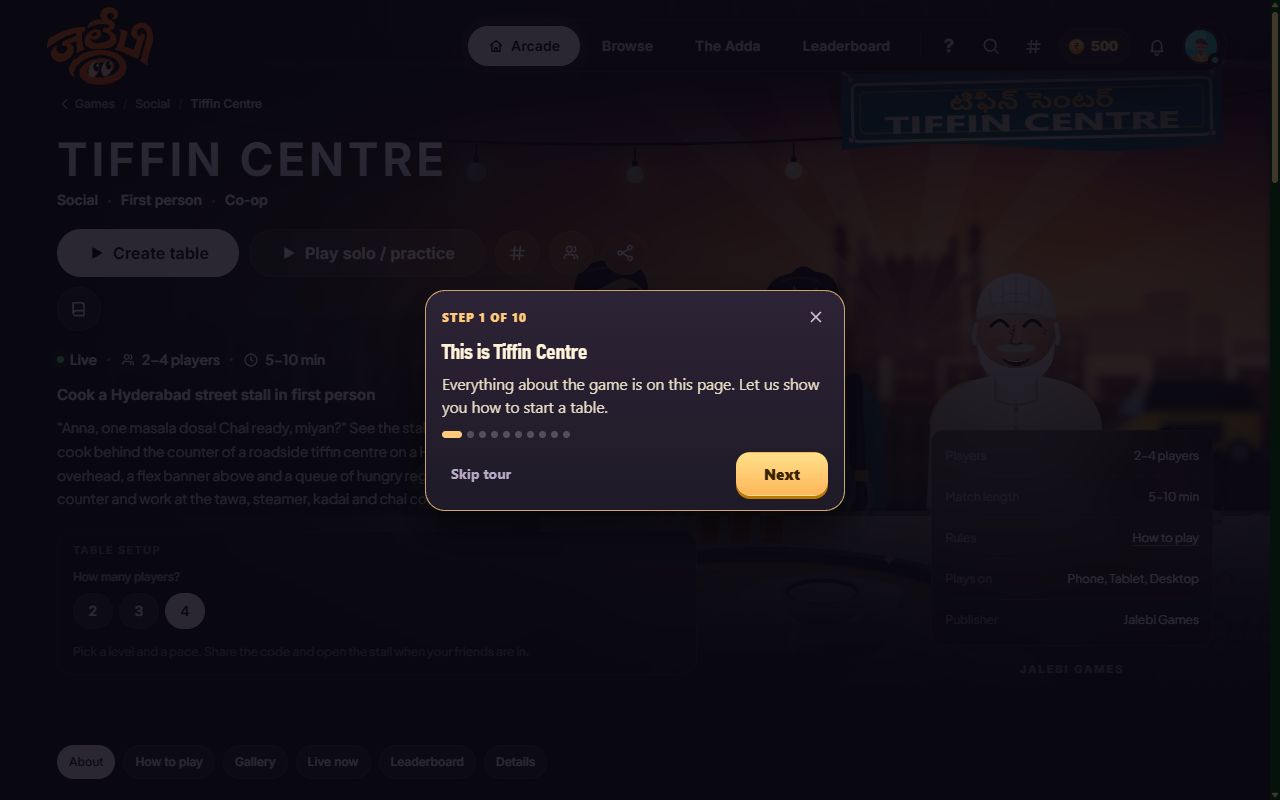 జలేబీ
Arcade
Browse
The Adda
Leaderboard
?
500
Games / Social / Tiffin Centre
టిఫిన్ సెంటర్
TIFFIN CENTRE
TIFFIN CENTRE
Social · First person · Co-op
Create table
Play solo / practice
Live · 2–4 players · 5–10 min
Cook a Hyderabad street stall in first person
"Anna, one masala dosa! Chai ready, miyan?" See the
cook behind the counter of a roadside tiffin centre on a
overhead, a flex banner above and a queue of hungry
counter and work at the tawa, steamer, kadai and chai
STEP 1 OF 10
This is Tiffin Centre
Everything about the game is on this page. Let us show
you how to start a table.
Skip tour
Next
TABLE SETUP
How many players?
2 3 4
Pick a level and a pace. Share the code and open the stall when your friends are in.
Players 2–4 players
Match length 5–10 min
Rules How to play
Plays on Phone, Tablet, Desktop
Publisher Jalebi Games
JALEBI GAMES
About
How to play
Gallery
Live now
Leaderboard
Details